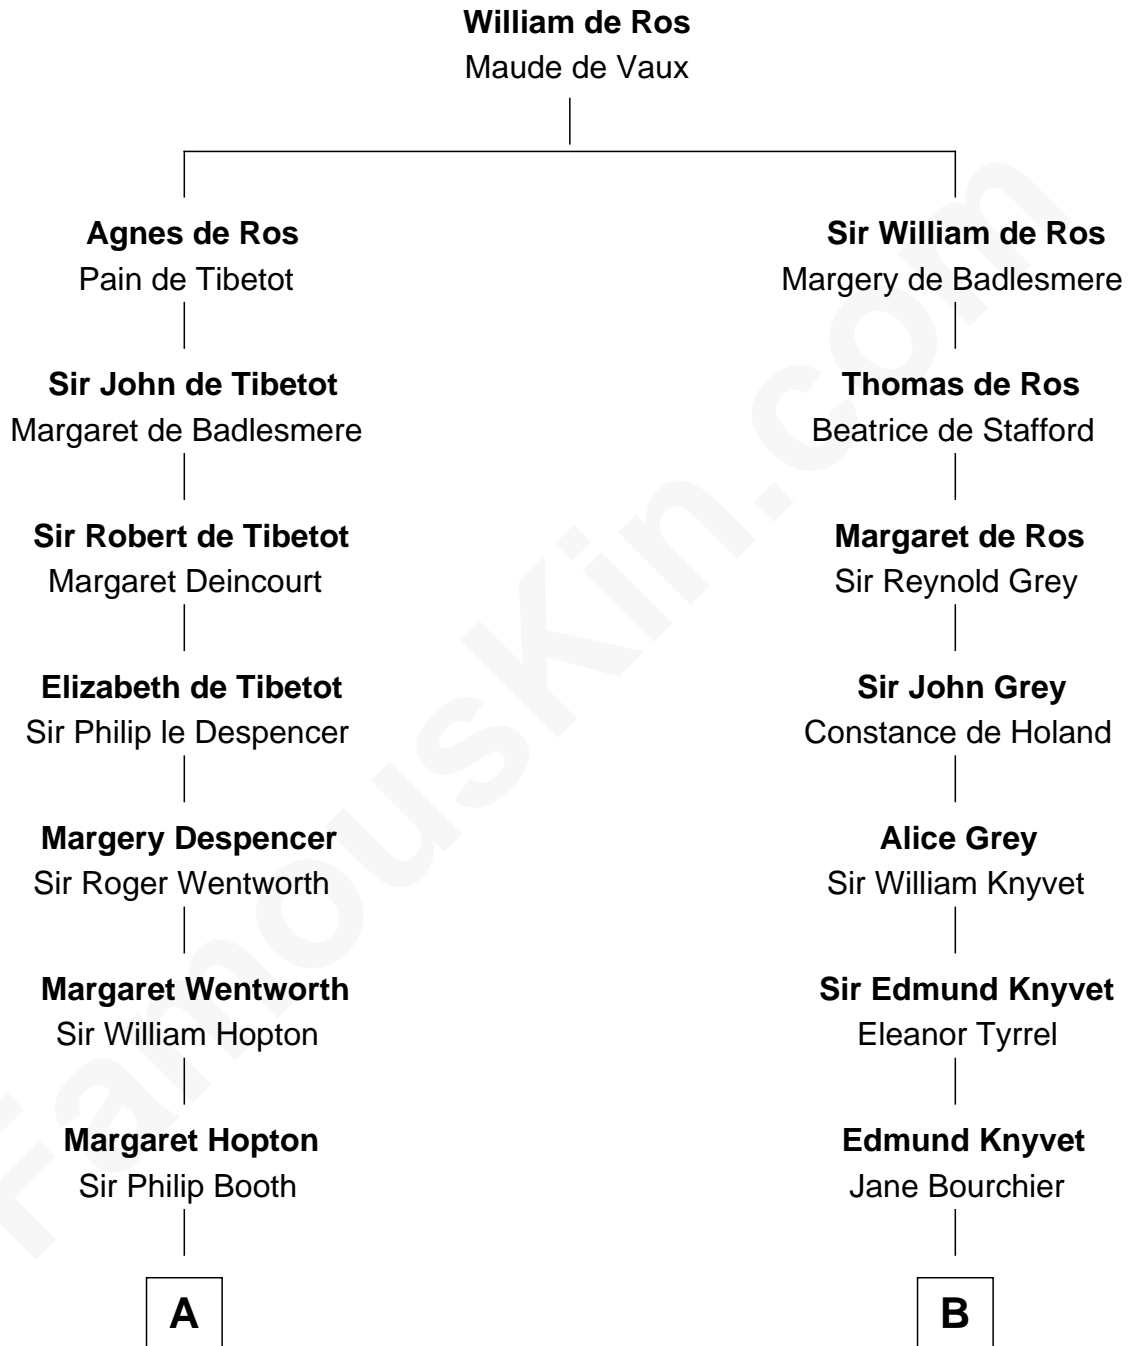 William de Ros
Maude de Vaux
Agnes de Ros
Pain de Tibetot
Sir William de Ros
Margery de Badlesmere
Sir John de Tibetot
Margaret de Badlesmere
Thomas de Ros
Beatrice de Stafford
Sir Robert de Tibetot
Margaret Deincourt
Margaret de Ros
Sir Reynold Grey
Elizabeth de Tibetot
Sir Philip le Despencer
Sir John Grey
Constance de Holand
Margery Despencer
Sir Roger Wentworth
Alice Grey
Sir William Knyvet
Margaret Wentworth
Sir William Hopton
Sir Edmund Knyvet
Eleanor Tyrrel
Margaret Hopton
Sir Philip Booth
Edmund Knyvet
Jane Bourchier
A
B
FamousKin.com